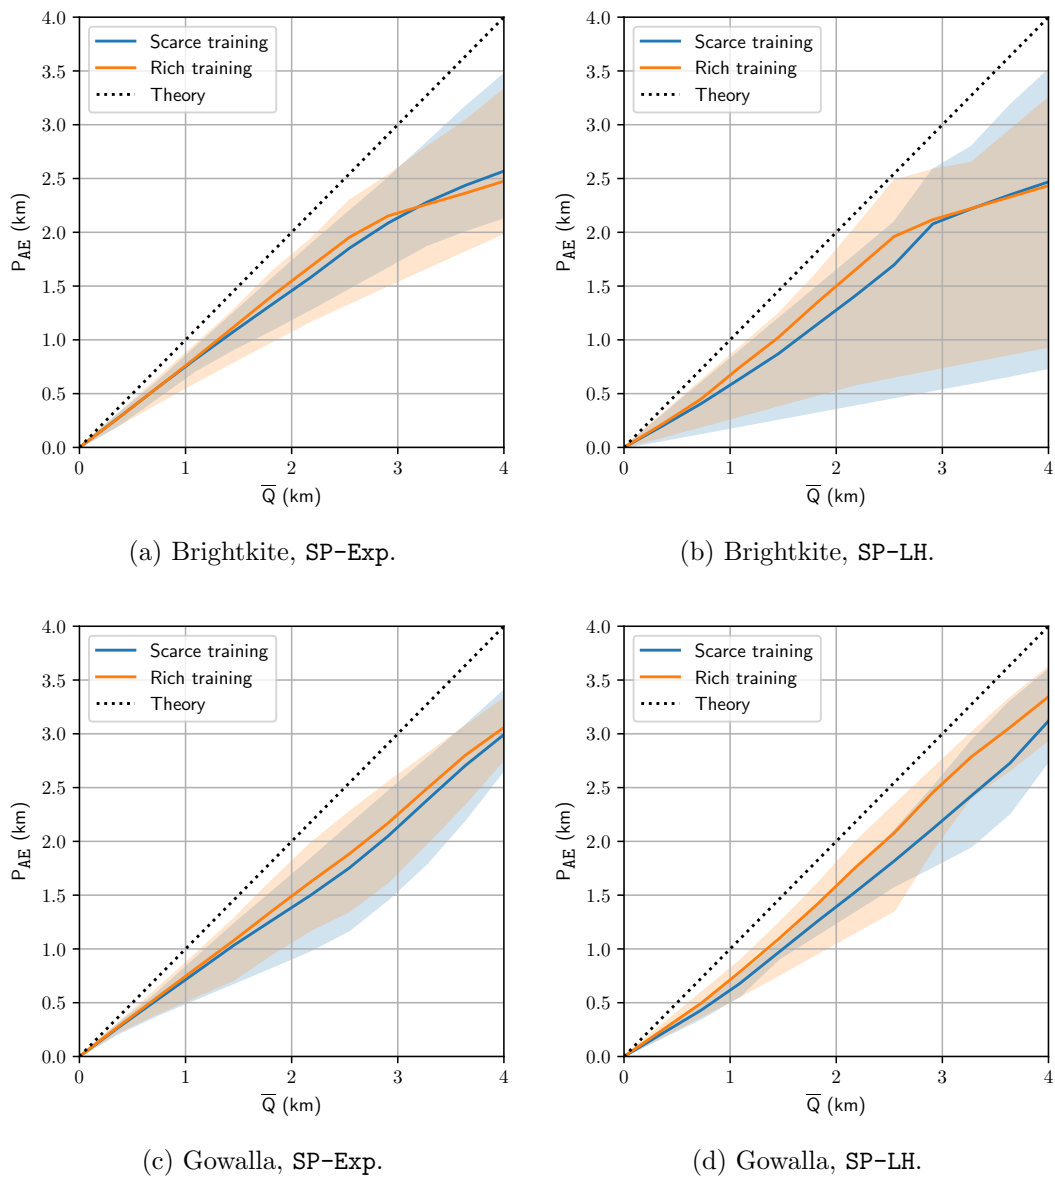 4.0
3.5
3.0
2.5
2.0
1.5
1.0
0.5
0.0
P_AE (km)
Scarce training
Rich training
Theory
0 1 2 3 4
Q̅ (km)
(a) Brightkite, SP-Exp.
4.0
3.5
3.0
2.5
2.0
1.5
1.0
0.5
0.0
P_AE (km)
Scarce training
Rich training
Theory
0 1 2 3 4
Q̅ (km)
(b) Brightkite, SP-LH.
4.0
3.5
3.0
2.5
2.0
1.5
1.0
0.5
0.0
P_AE (km)
Scarce training
Rich training
Theory
0 1 2 3 4
Q̅ (km)
(c) Gowalla, SP-Exp.
4.0
3.5
3.0
2.5
2.0
1.5
1.0
0.5
0.0
P_AE (km)
Scarce training
Rich training
Theory
0 1 2 3 4
Q̅ (km)
(d) Gowalla, SP-LH.